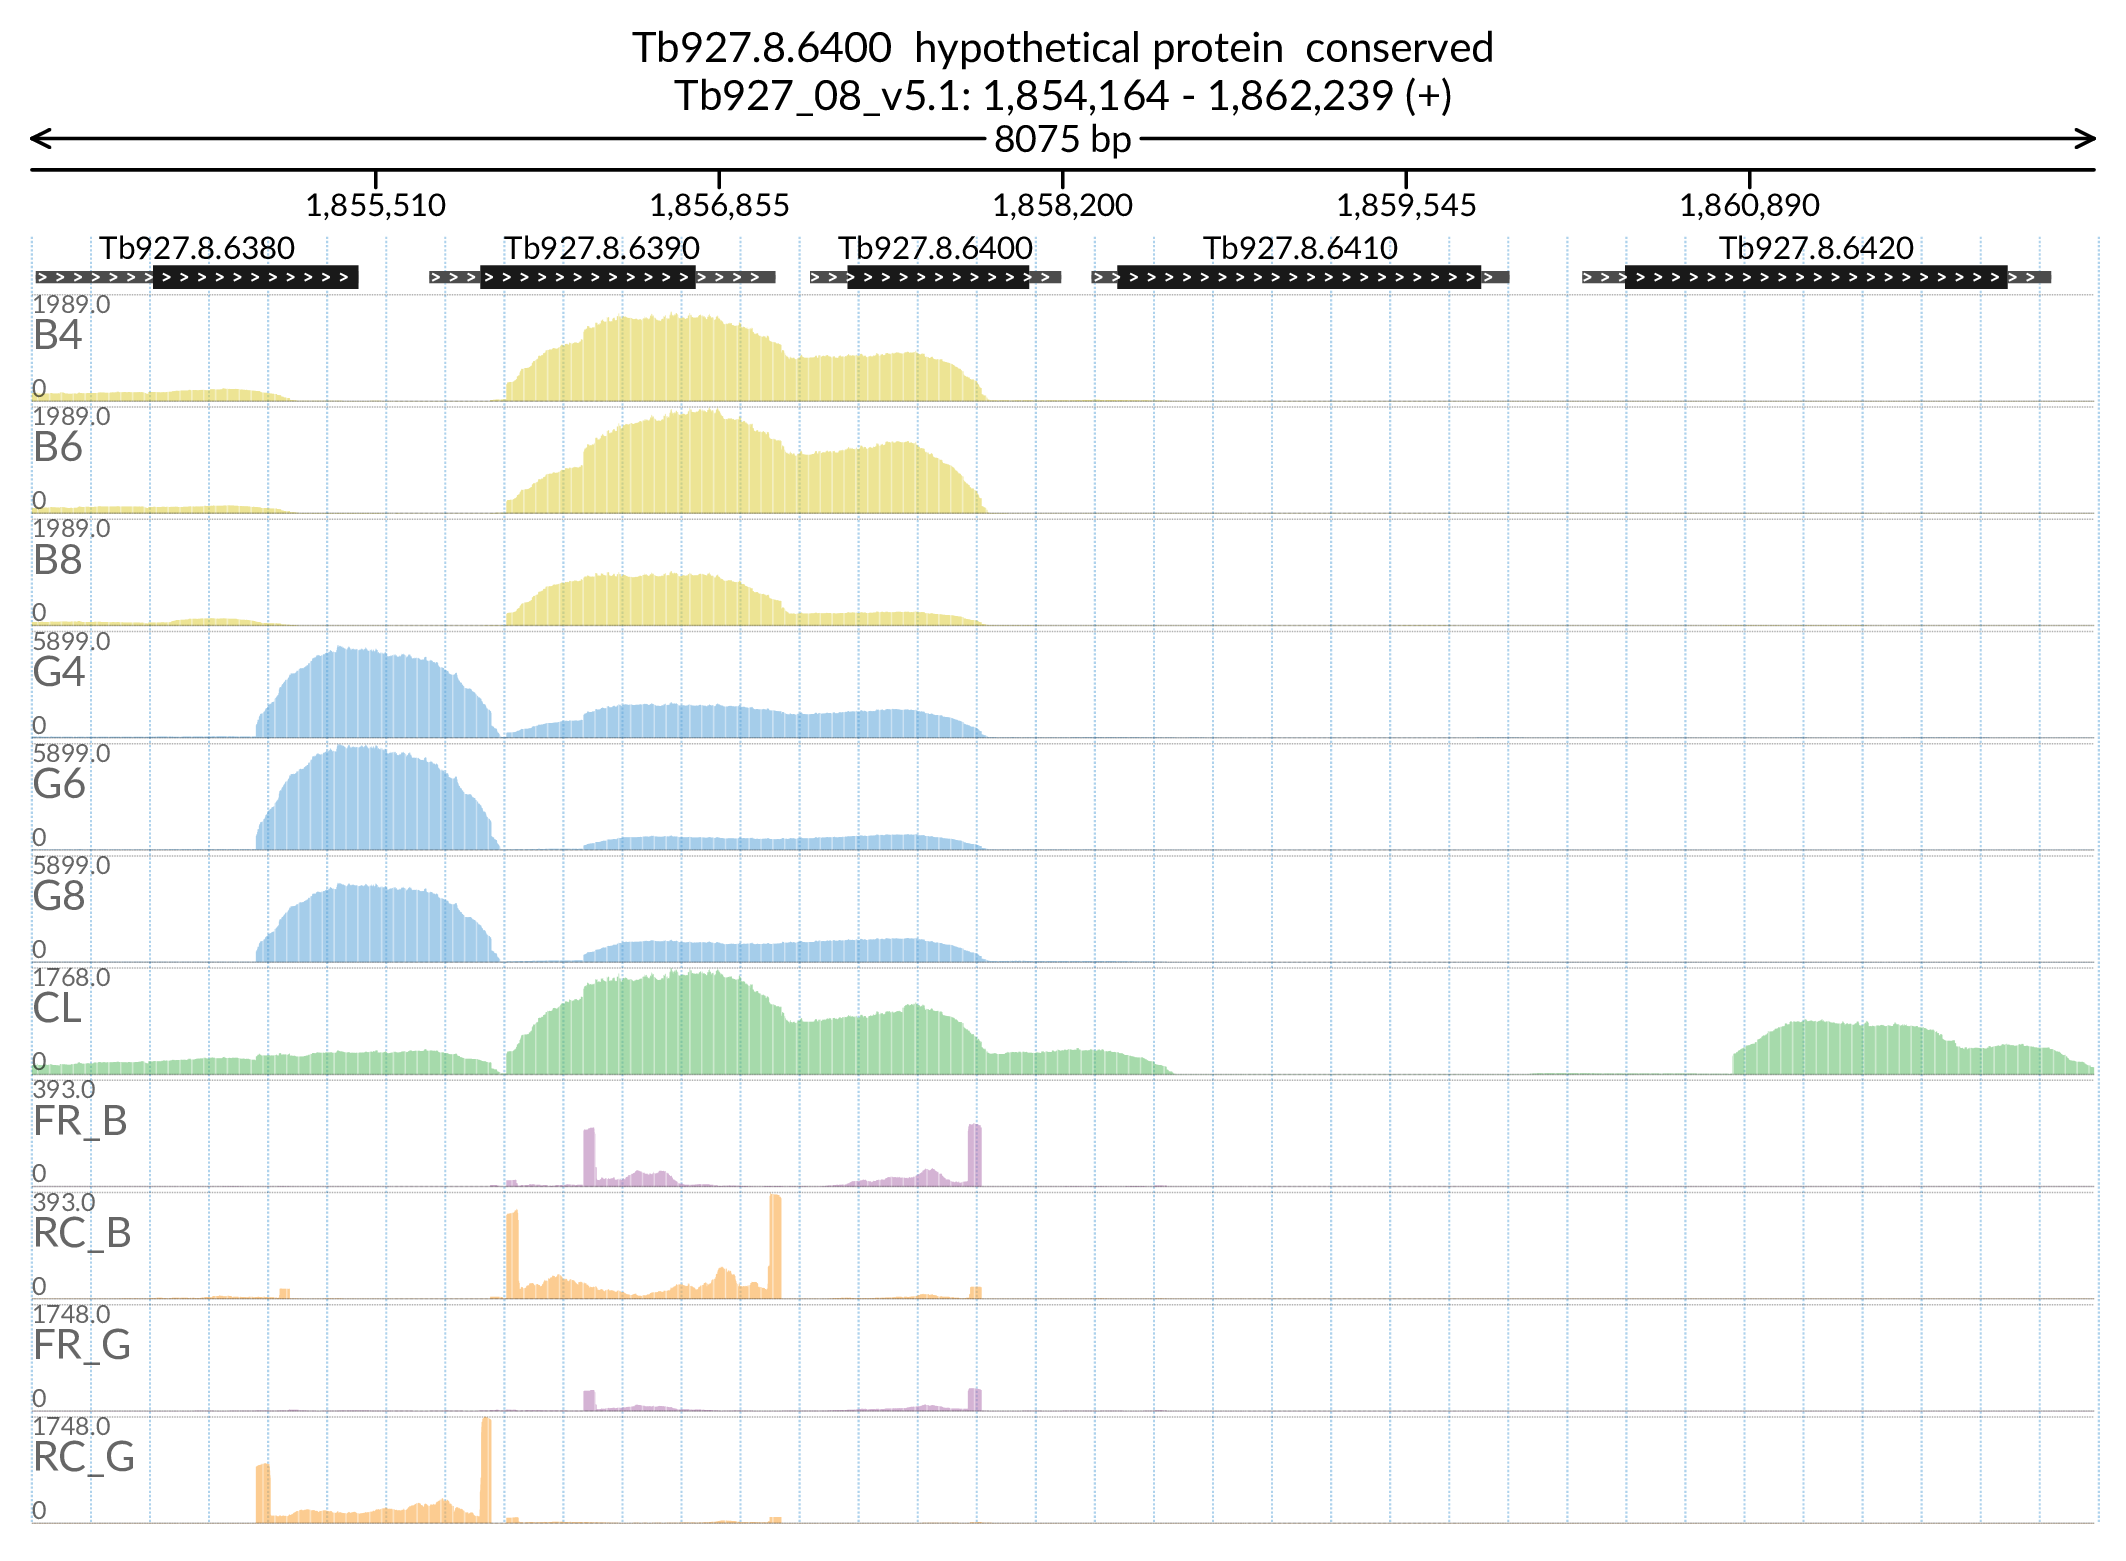 Tb927.8.6400 hypothetical protein conserved
Tb927_08_v5.1: 1,854,164 - 1,862,239 (+)
8075 bp
1,855,510 1,856,855 1,858,200 1,859,545 1,860,890
Tb927.8.6380 Tb927.8.6390 Tb927.8.6400 Tb927.8.6410 Tb927.8.6420
1989.0
B4
0
1989.0
B6
0
1989.0
B8
0
5899.0
G4
0
5899.0
G6
0
5899.0
G8
0
1768.0
CL
0
393.0
FR_B
0
393.0
RC_B
0
1748.0
FR_G
0
1748.0
RC_G
0